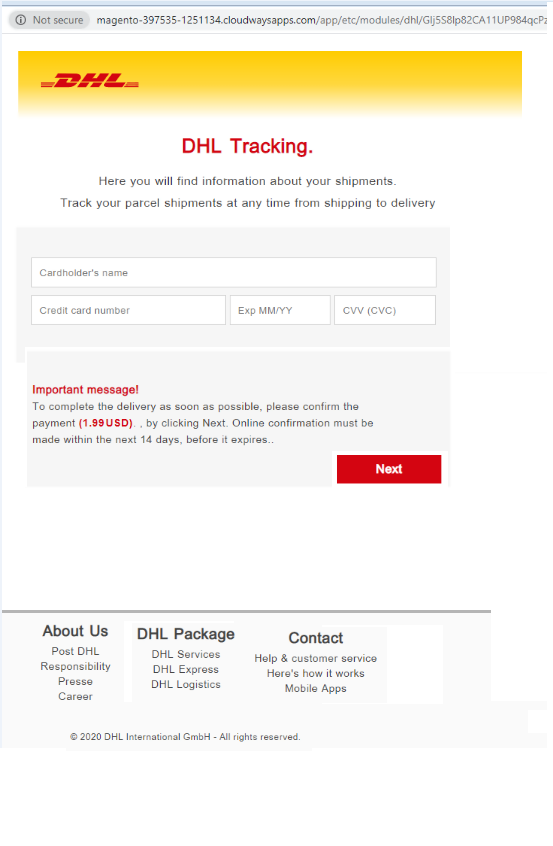 Not secure magento-397535-1251134.cloudwaysapps.com/app/etc/modules/dhl/
DHL
DHL Tracking.
Here you will find information about your shipments.
Track your parcel shipments at any time from shipping to delivery
Cardholder's name
Credit card number Exp MM/YY CVV (CVC)
Important message!
To complete the delivery as soon as possible, please confirm the
payment (1.99USD). , by clicking Next. Online confirmation must be
made within the next 14 days, before it expires..
Next
About Us
Post DHL
Responsibility
Presse
Career
DHL Package
DHL Services
DHL Express
DHL Logistics
Contact
Help & customer service
Here's how it works
Mobile Apps
© 2020 DHL International GmbH - All rights reserved.